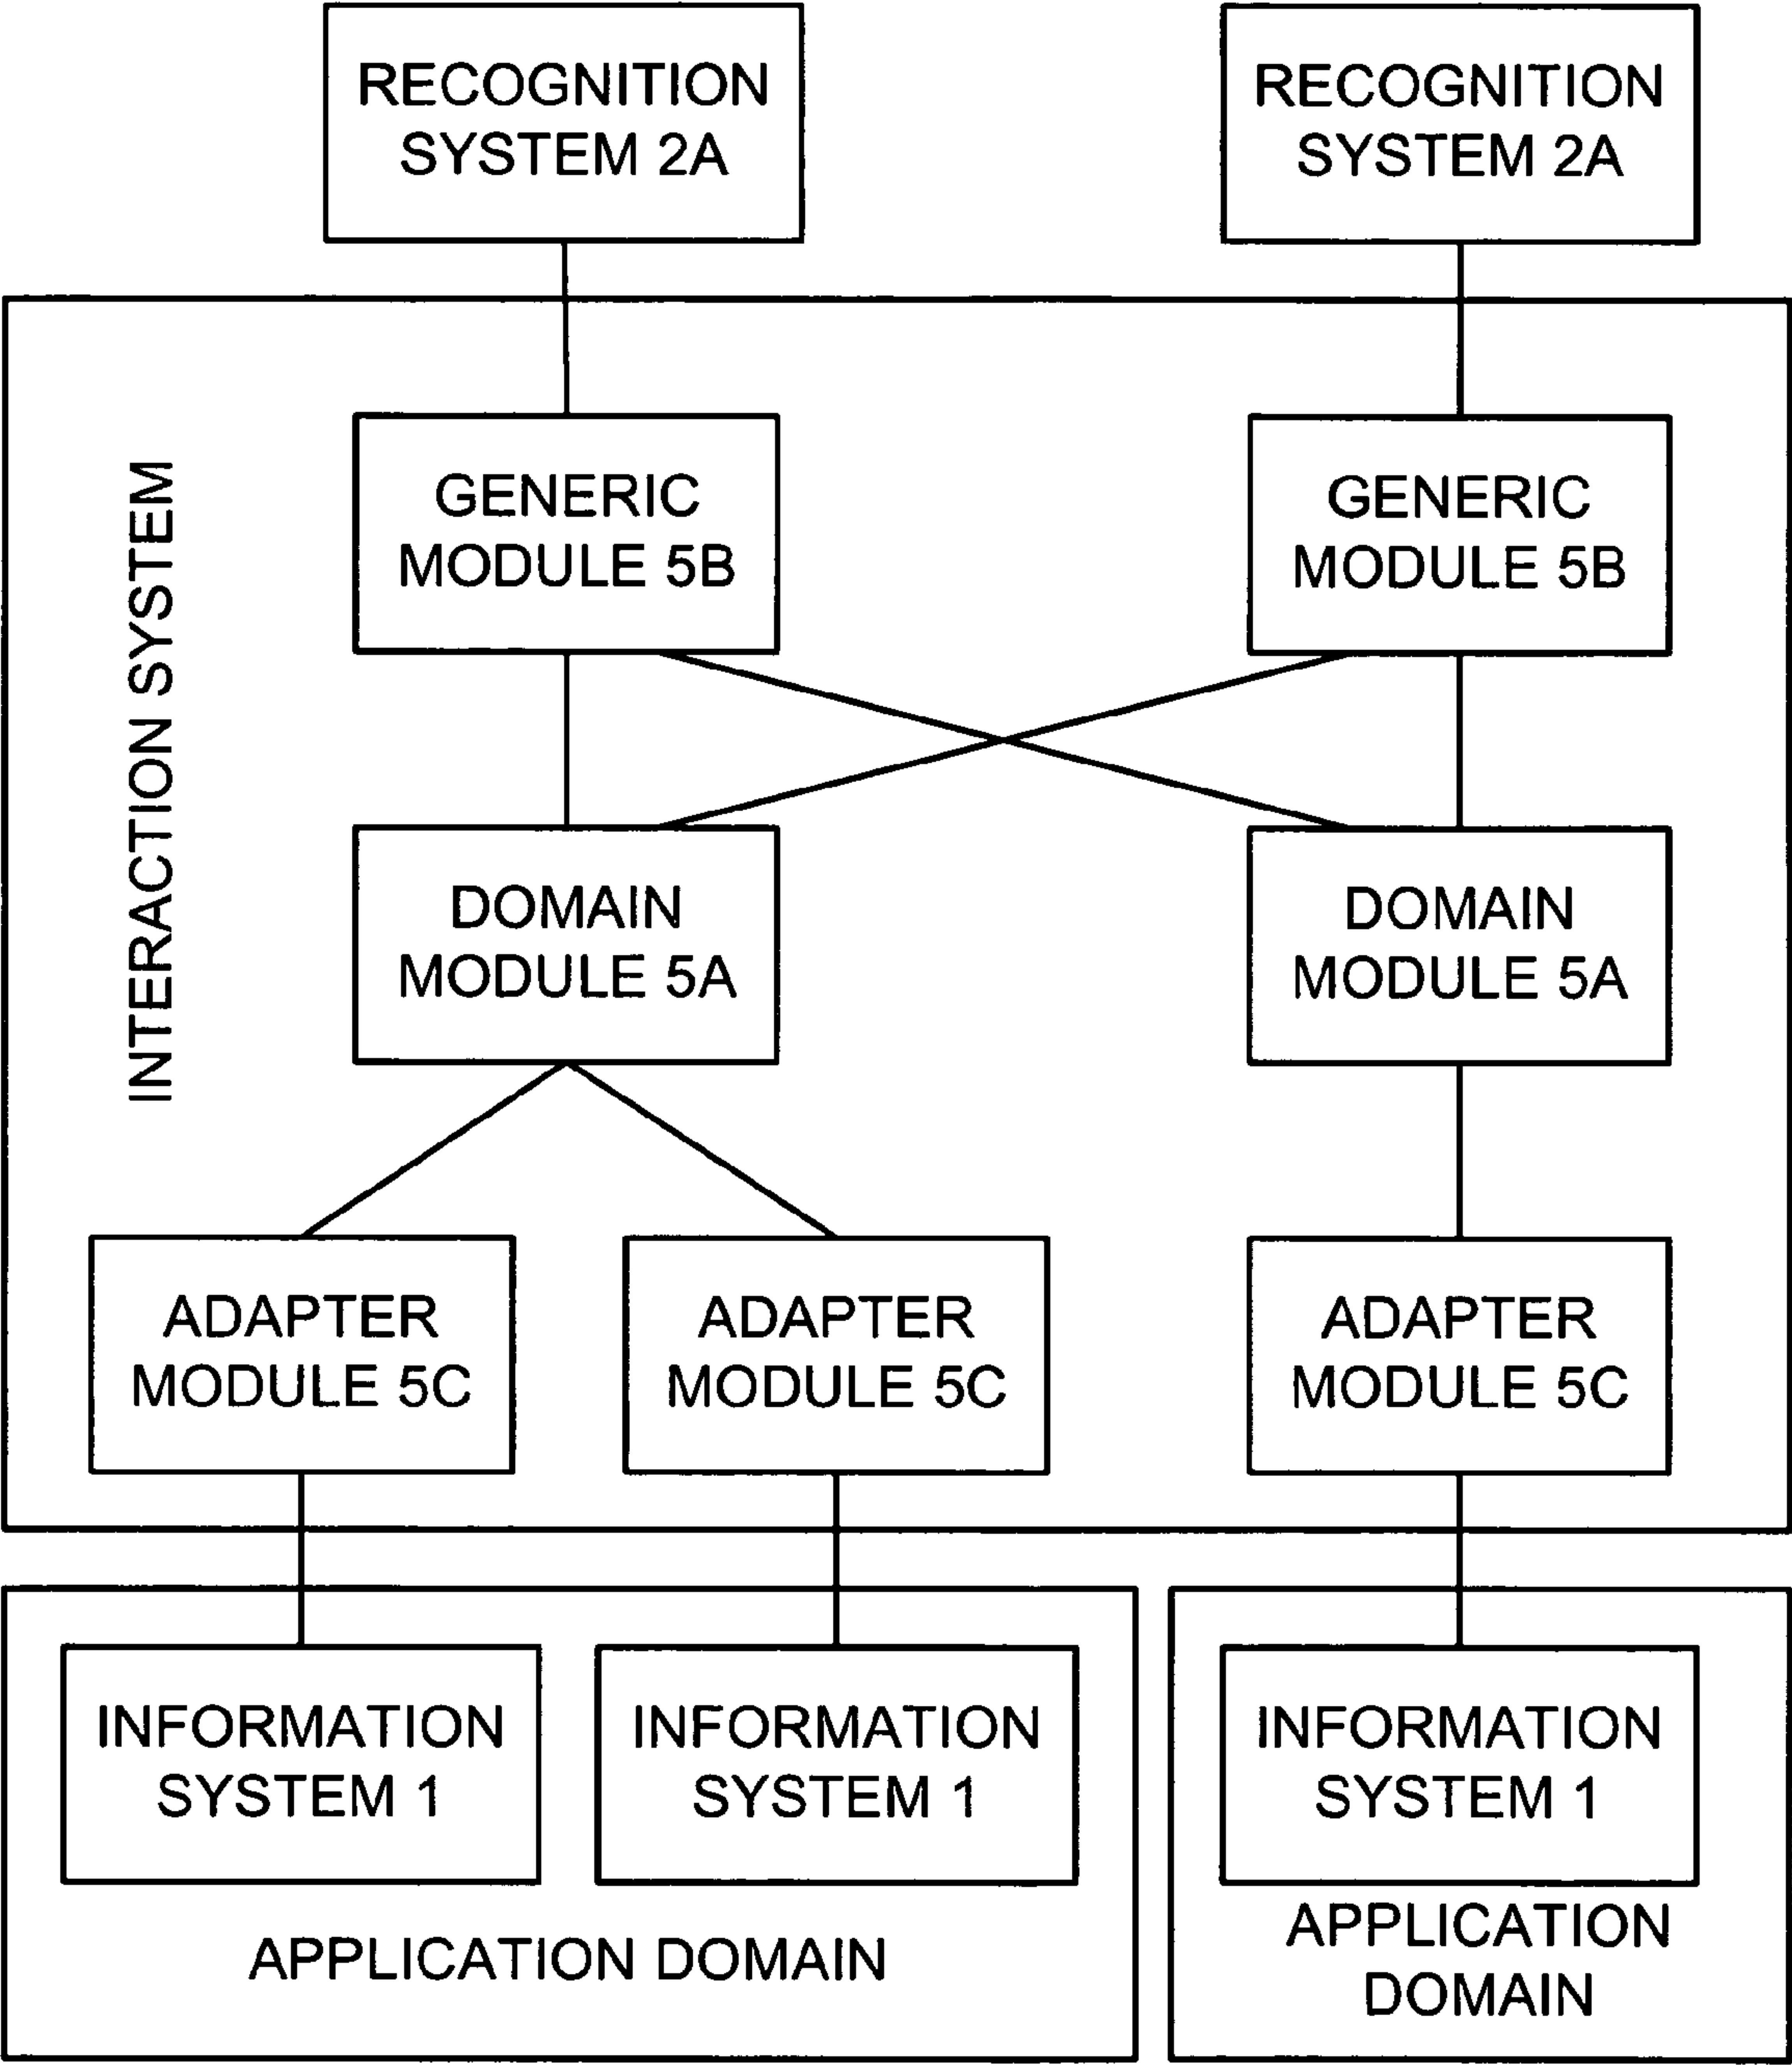 RECOGNITION
SYSTEM 2A
RECOGNITION
SYSTEM 2A
INTERACTION SYSTEM
GENERIC
MODULE 5B
GENERIC
MODULE 5B
DOMAIN
MODULE 5A
DOMAIN
MODULE 5A
ADAPTER
MODULE 5C
ADAPTER
MODULE 5C
ADAPTER
MODULE 5C
INFORMATION
SYSTEM 1
INFORMATION
SYSTEM 1
APPLICATION DOMAIN
INFORMATION
SYSTEM 1
APPLICATION
DOMAIN